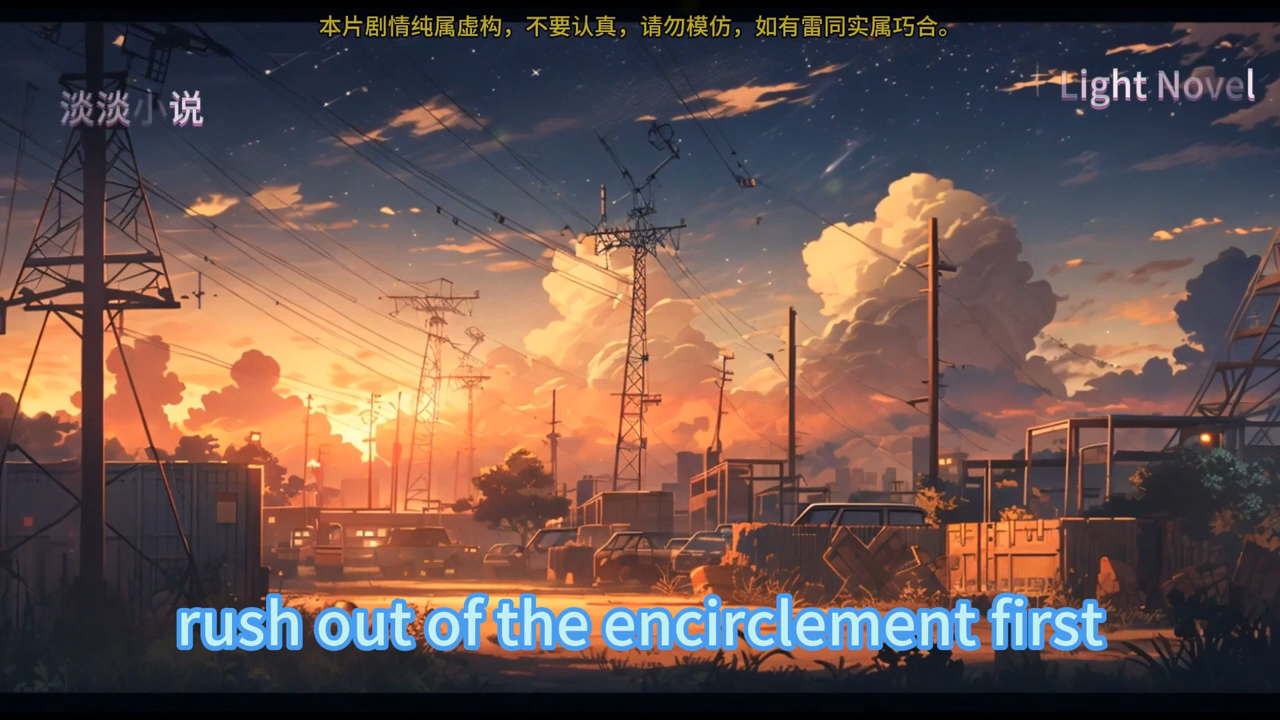 本片剧情纯属虚构，不要认真，请勿模仿，如有雷同实属巧合。
淡淡小说
Light Novel
rush out of the encirclement first